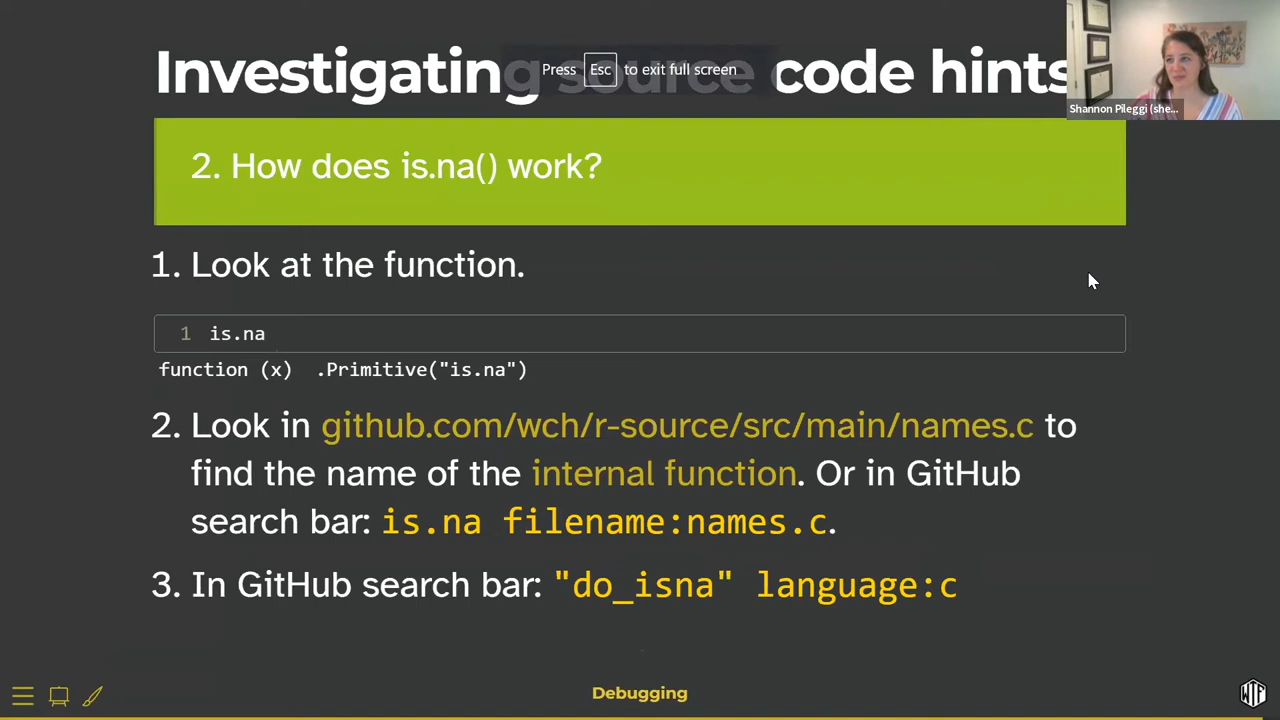 Investigating source code hints
Press Esc to exit full screen
Shannon Pileggi (she...
2. How does is.na() work?
1. Look at the function.
1 is.na
function (x)  .Primitive("is.na")
2. Look in github.com/wch/r-source/src/main/names.c to
find the name of the internal function. Or in GitHub
search bar: is.na filename:names.c.
3. In GitHub search bar: "do_isna" language:c
Debugging
WTF